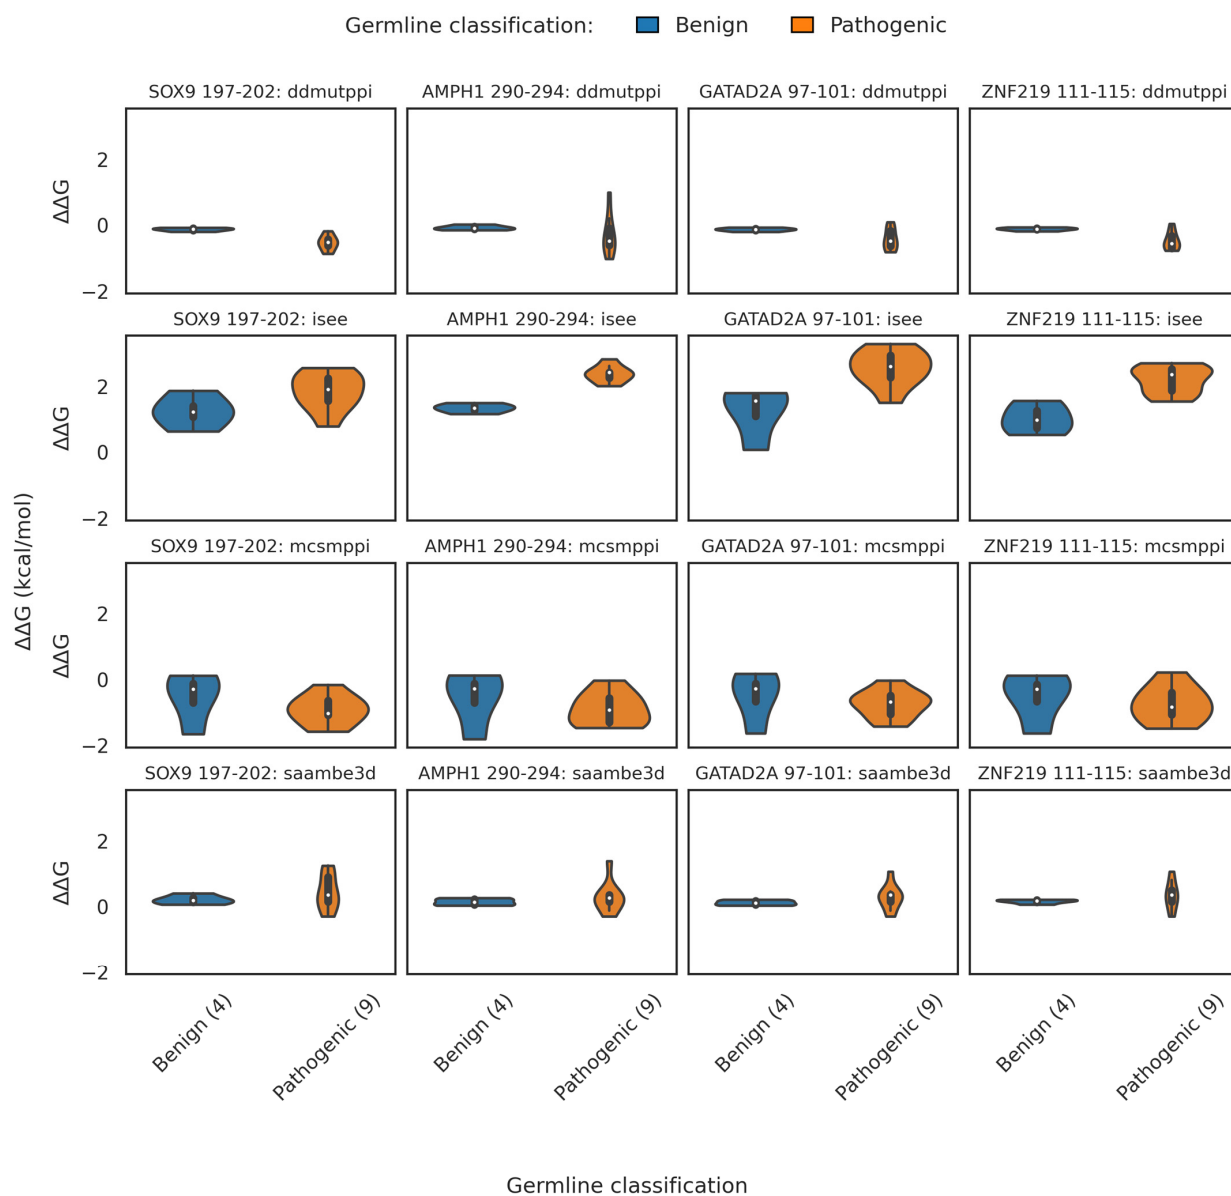 Germline classification: Benign Pathogenic
SOX9 197-202: ddmutppi AMPH1 290-294: ddmutppi GATAD2A 97-101: ddmutppi ZNF219 111-115: ddmutppi
2
ΔΔG
0
−2
SOX9 197-202: isee AMPH1 290-294: isee GATAD2A 97-101: isee ZNF219 111-115: isee
2
ΔΔG
0
−2
SOX9 197-202: mcsmppi AMPH1 290-294: mcsmppi GATAD2A 97-101: mcsmppi ZNF219 111-115: mcsmppi
ΔΔG (kcal/mol)
2
ΔΔG
0
−2
SOX9 197-202: saambe3d AMPH1 290-294: saambe3d GATAD2A 97-101: saambe3d ZNF219 111-115: saambe3d
2
ΔΔG
0
−2
Benign (4) Pathogenic (9) Benign (4) Pathogenic (9) Benign (4) Pathogenic (9) Benign (4) Pathogenic (9)
Germline classification